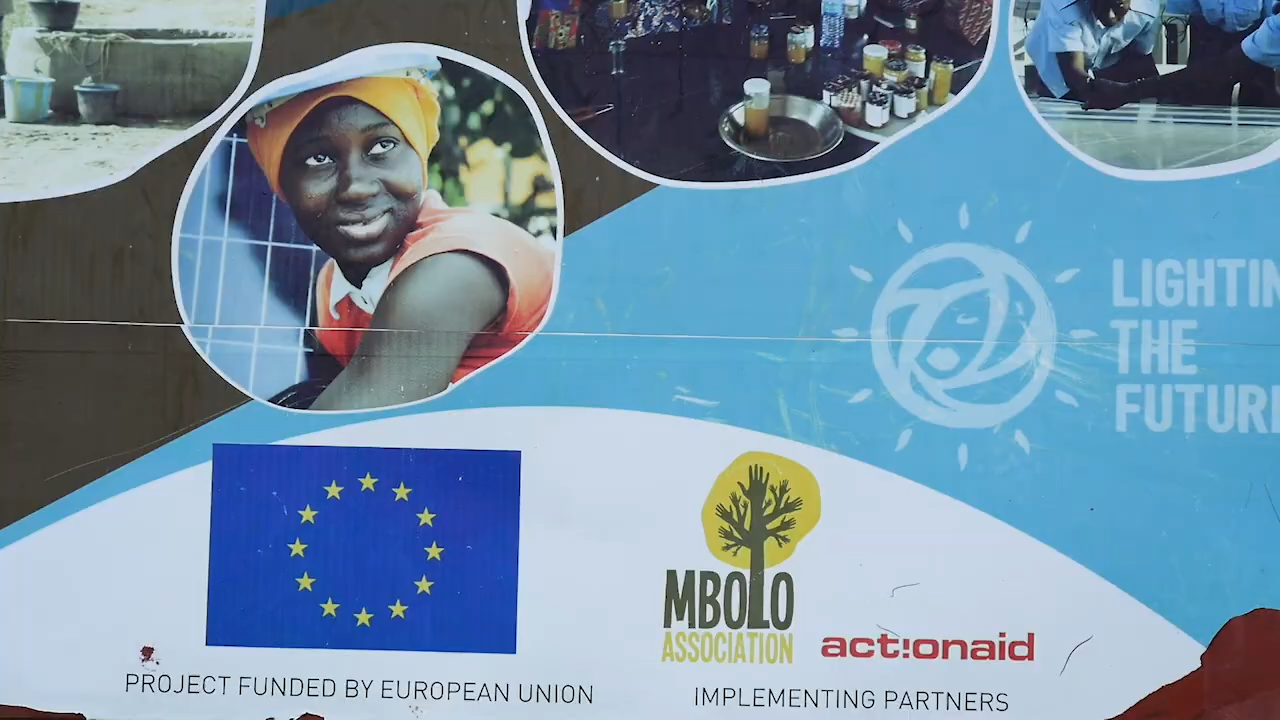 LIGHTIN
THE
FUTUR
MBOLO
ASSOCIATION
act!onaid
PROJECT FUNDED BY EUROPEAN UNION
IMPLEMENTING PARTNERS